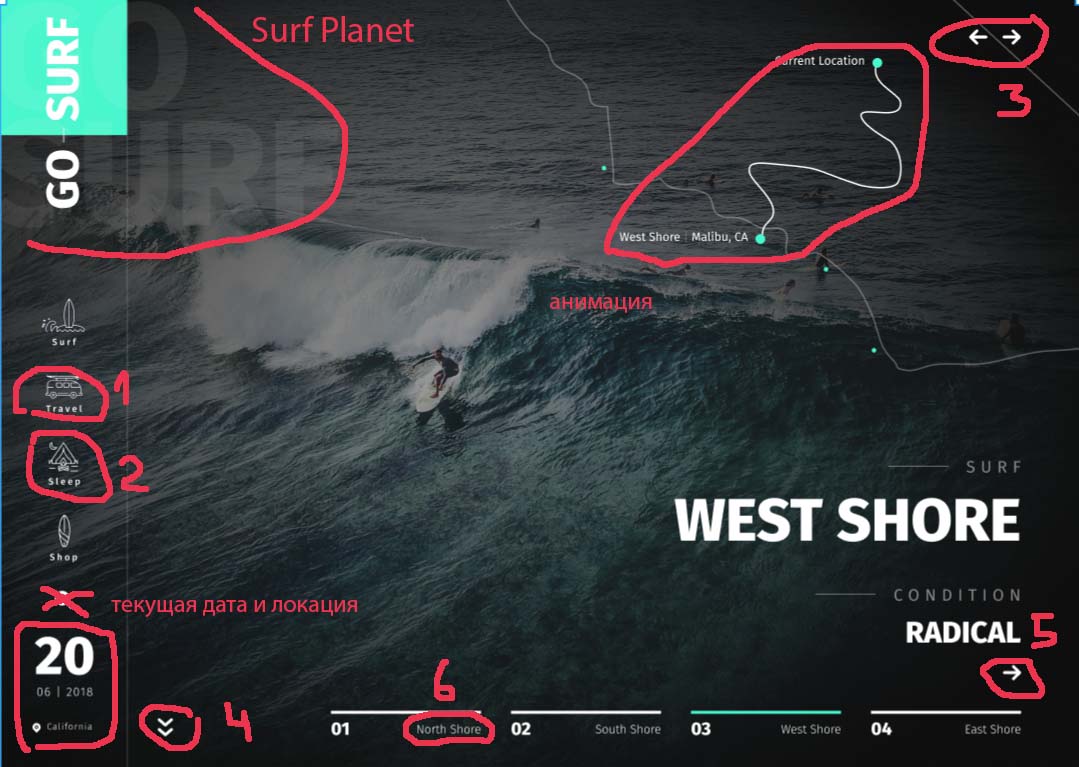 GO SURF
GO – SURF
Surf Planet
3
Current Location
West Shore | Malibu, CA
анимация
Surf
Travel
1
Sleep
2
Shop
текущая дата и локация
20
06 | 2018
California
4
SURF
WEST SHORE
CONDITION
RADICAL
5
6
01 North Shore
02 South Shore
03 West Shore
04 East Shore